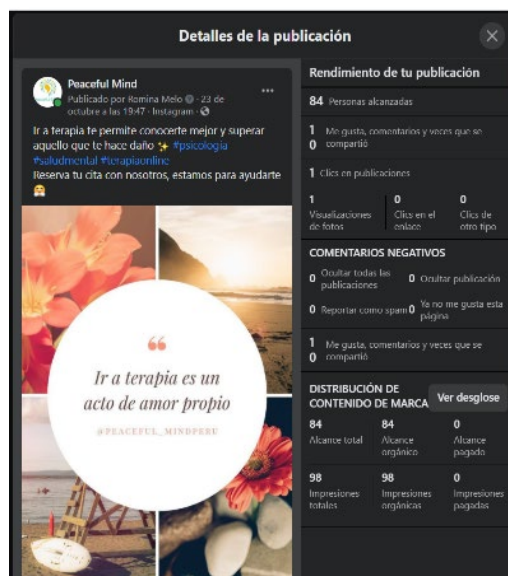 Detalles de la publicación
Peaceful Mind
Publicado por Romina Melo · 23 de
octubre a las 19:47 · Instagram ·
Ir a terapia te permite conocerte mejor y superar
aquello que te hace daño ✨ #psicología
#saludmental #terapiaonline
Reserva tu cita con nosotros, estamos para ayudarte
❝
Ir a terapia es un
acto de amor propio
@PEACEFUL_MINDPERU
Rendimiento de tu publicación
84 Personas alcanzadas
1 Me gusta, comentarios y veces que se
0 compartió
1 Clics en publicaciones
1 0 0
Visualizaciones Clics en el Clics de
de fotos enlace otro tipo
COMENTARIOS NEGATIVOS
0 Ocultar todas las publicaciones 0 Ocultar publicación
0 Reportar como spam 0 Ya no me gusta esta página
1 Me gusta, comentarios y veces que se
0 compartió
DISTRIBUCIÓN DE
CONTENIDO DE MARCA
Ver desglose
84 84 0
Alcance total Alcance Alcance
orgánico pagado
98 98 0
Impresiones Impresiones Impresiones
totales orgánicas pagadas